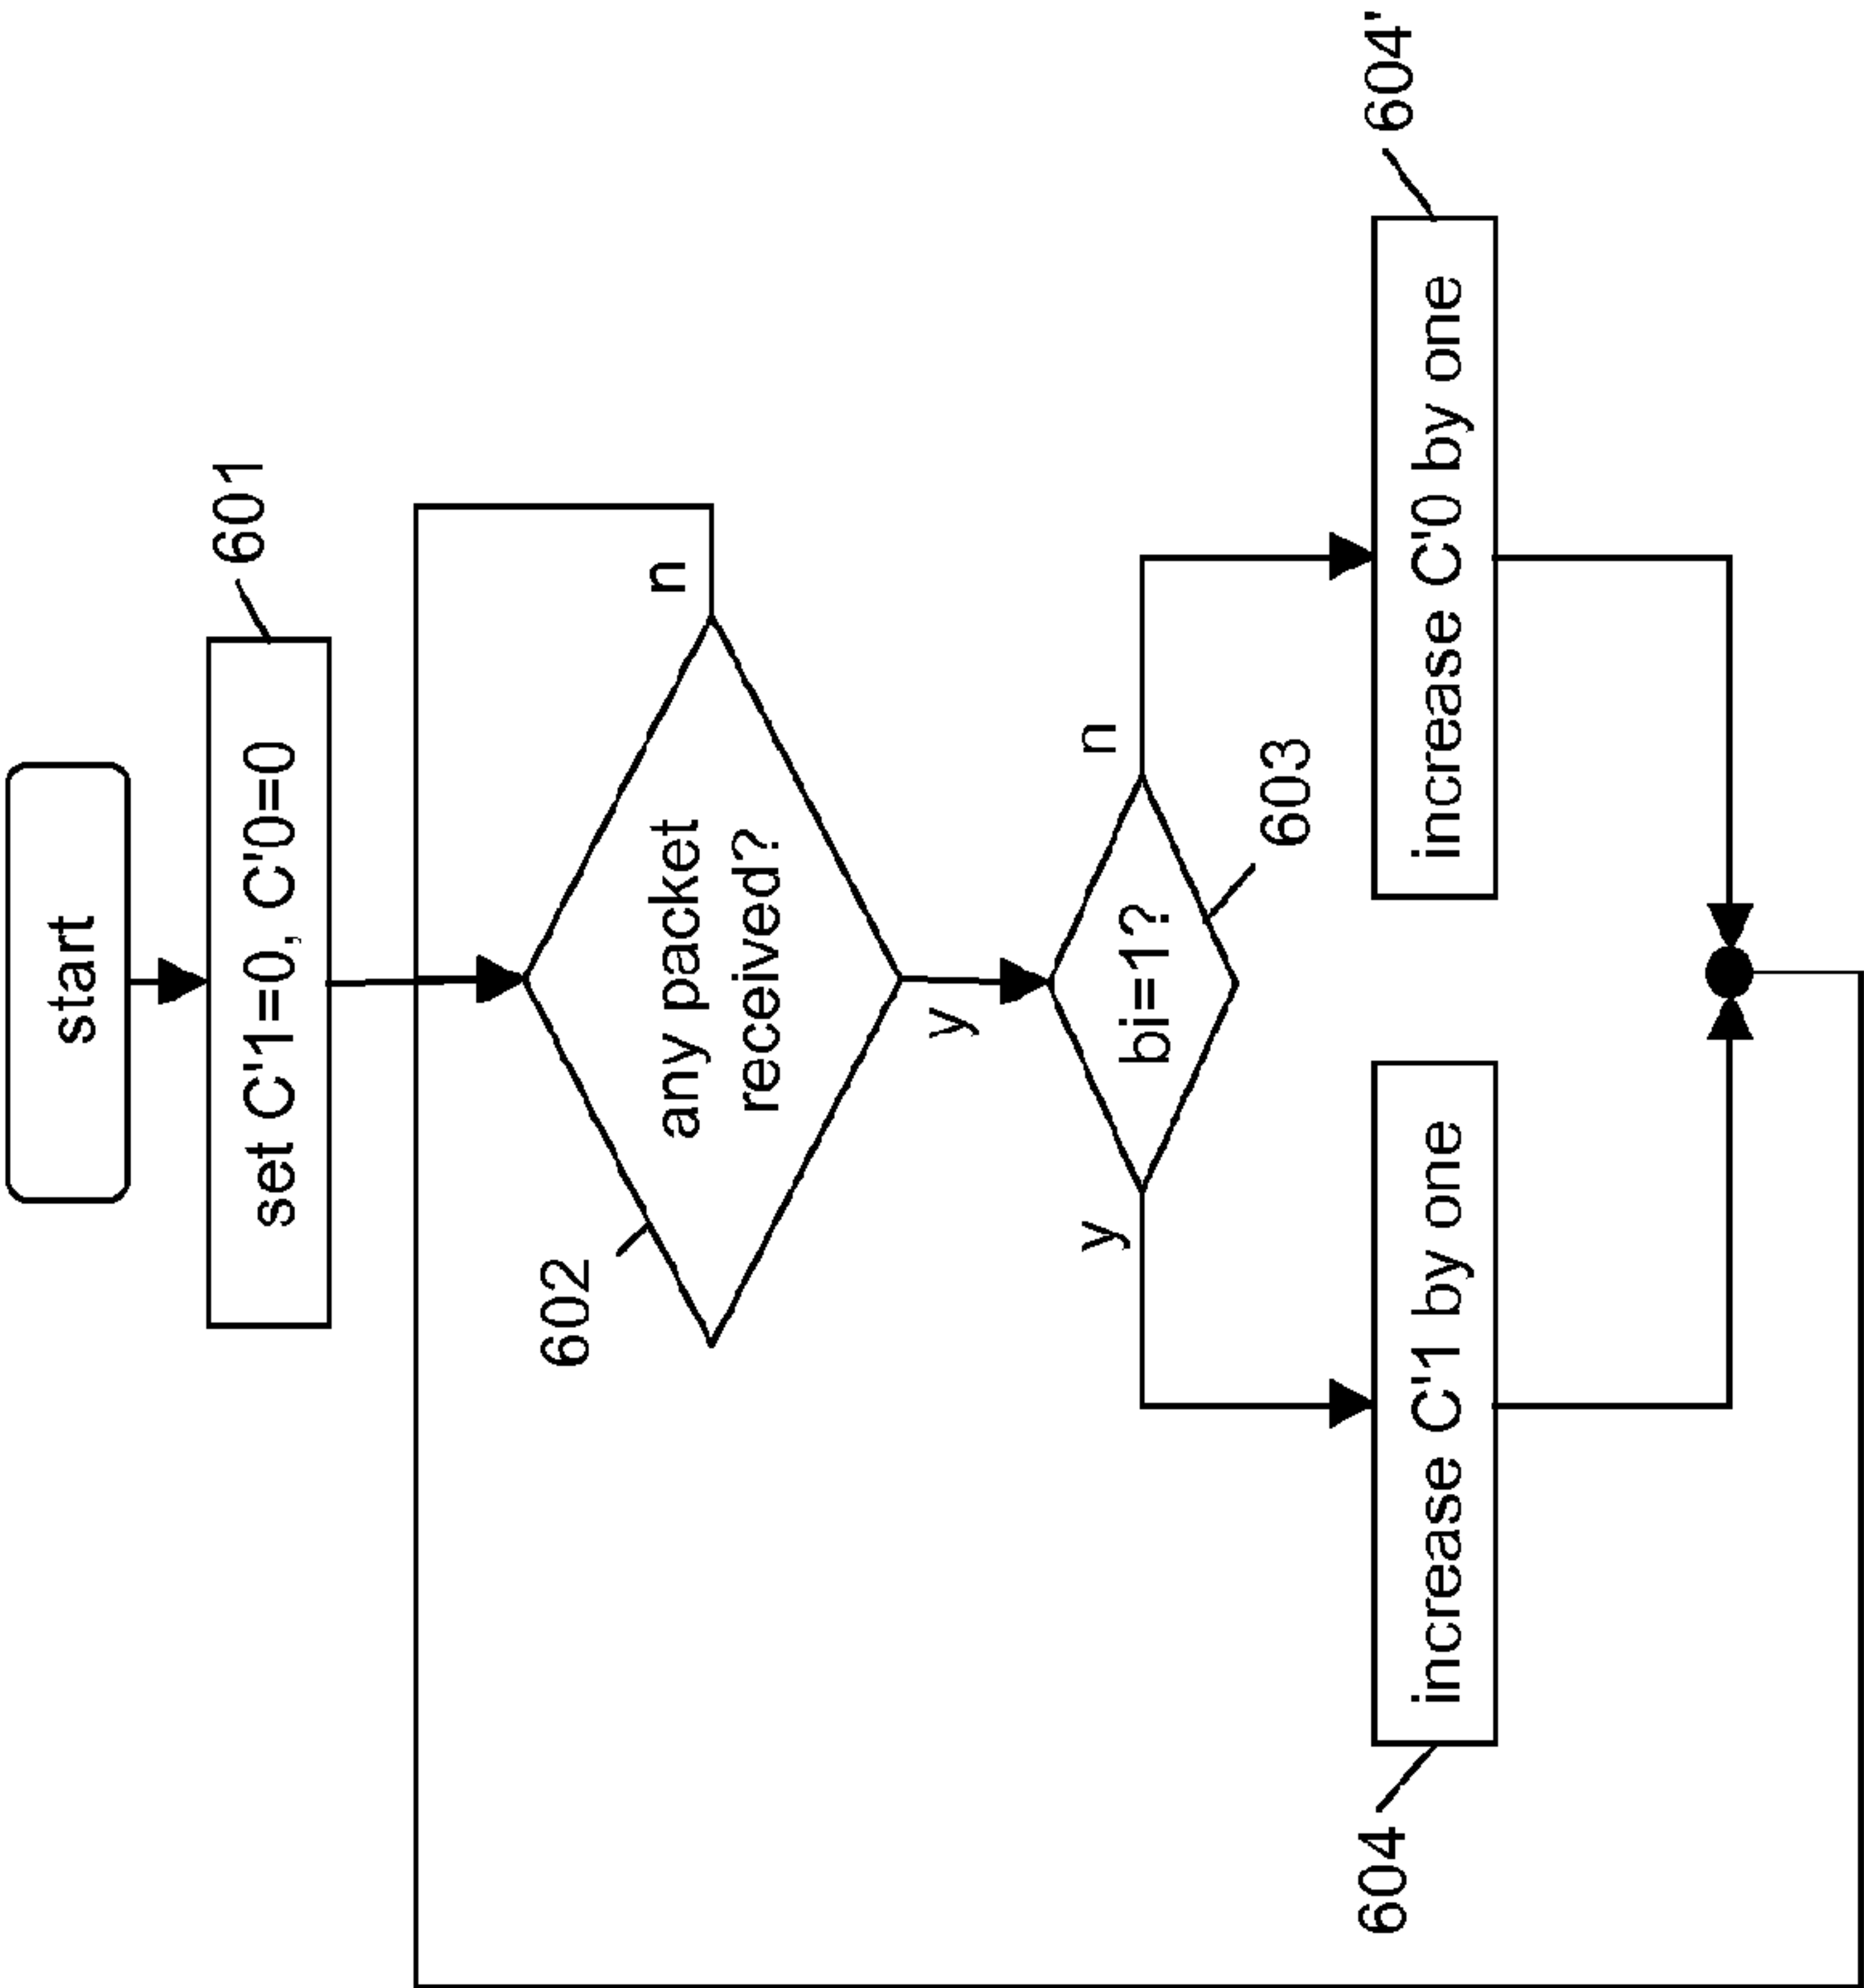 start
601
set C'1=0, C'0=0
602
any packet
received?
n
y
bi=1?
603
y
n
604
increase C'1 by one
increase C'0 by one
604'